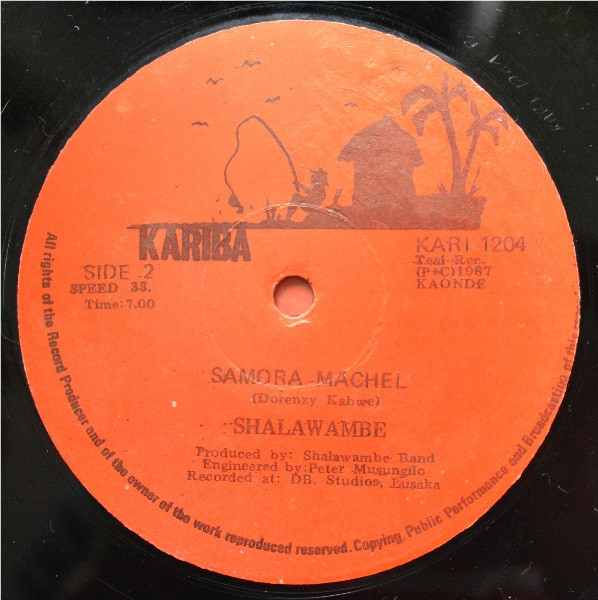 KARIBA
KARI 1204
SIDE 2
Teal Rec.
SPEED 33.
(P+C)1987
Time:7.00
KAONDE
SAMORA MACHEL
(Dorenzy Kabwe)
SHALAWAMBE
Produced by: Shalawambe Band
Engineered by:Peter Musungilo
Recorded at: DB. Studios, Lusaka
All rights of the Record Producer and of the owner of the work reproduced reserved. Copying, Public Performance and Broadcasting of this